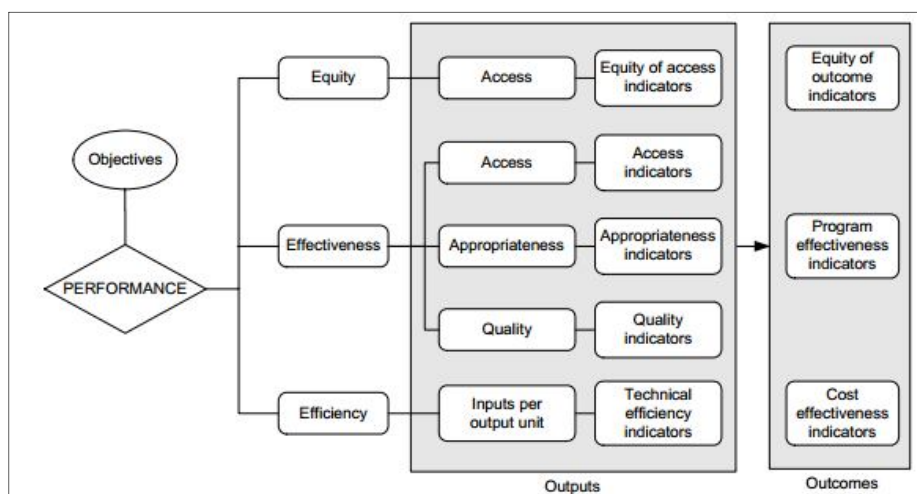 Objectives
PERFORMANCE
Equity
Effectiveness
Efficiency
Access
Equity of access
indicators
Access
Access
indicators
Appropriateness
Appropriateness
indicators
Quality
Quality
indicators
Inputs per
output unit
Technical
efficiency
indicators
Outputs
Equity of
outcome
indicators
Program
effectiveness
indicators
Cost
effectiveness
indicators
Outcomes